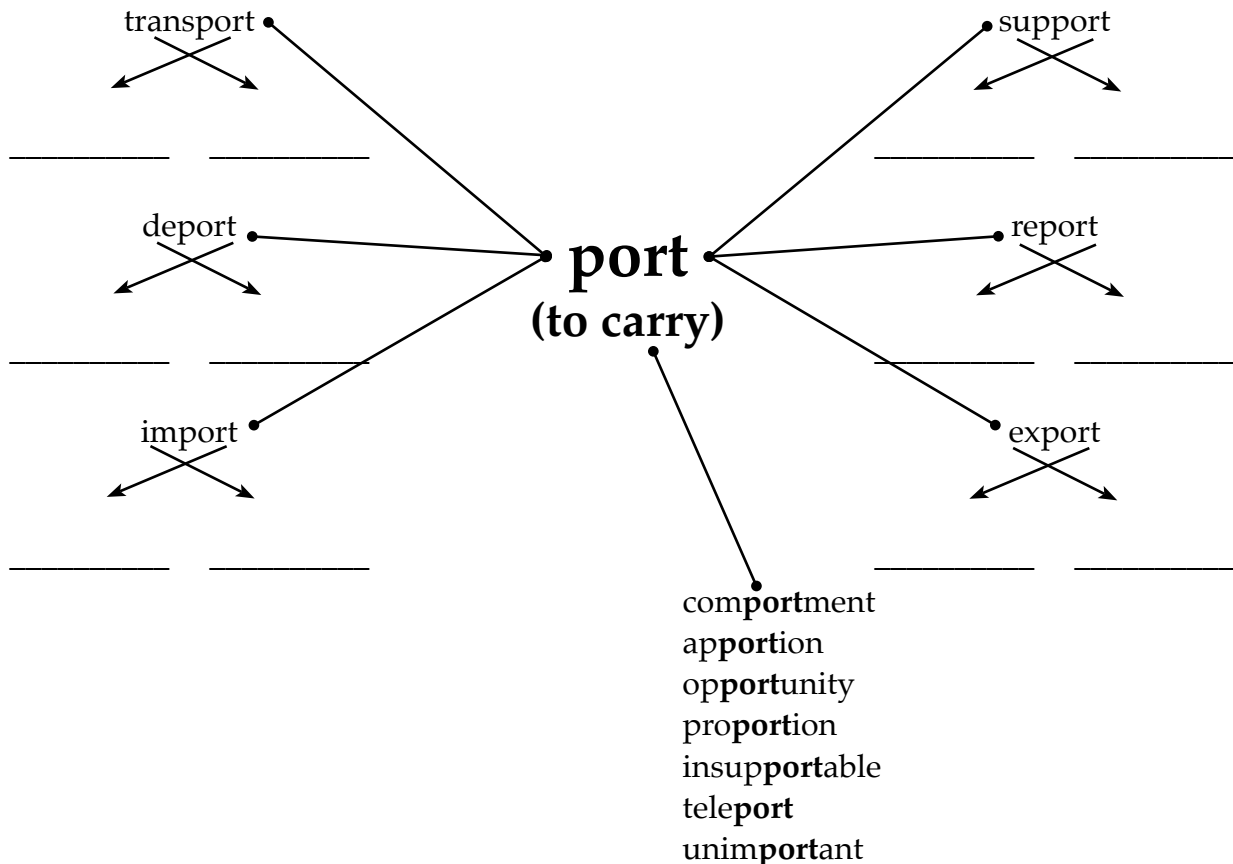 transport
support
deport
report
port
(to carry)
import
export
comportment
apportion
opportunity
proportion
insupportable
teleport
unimportant